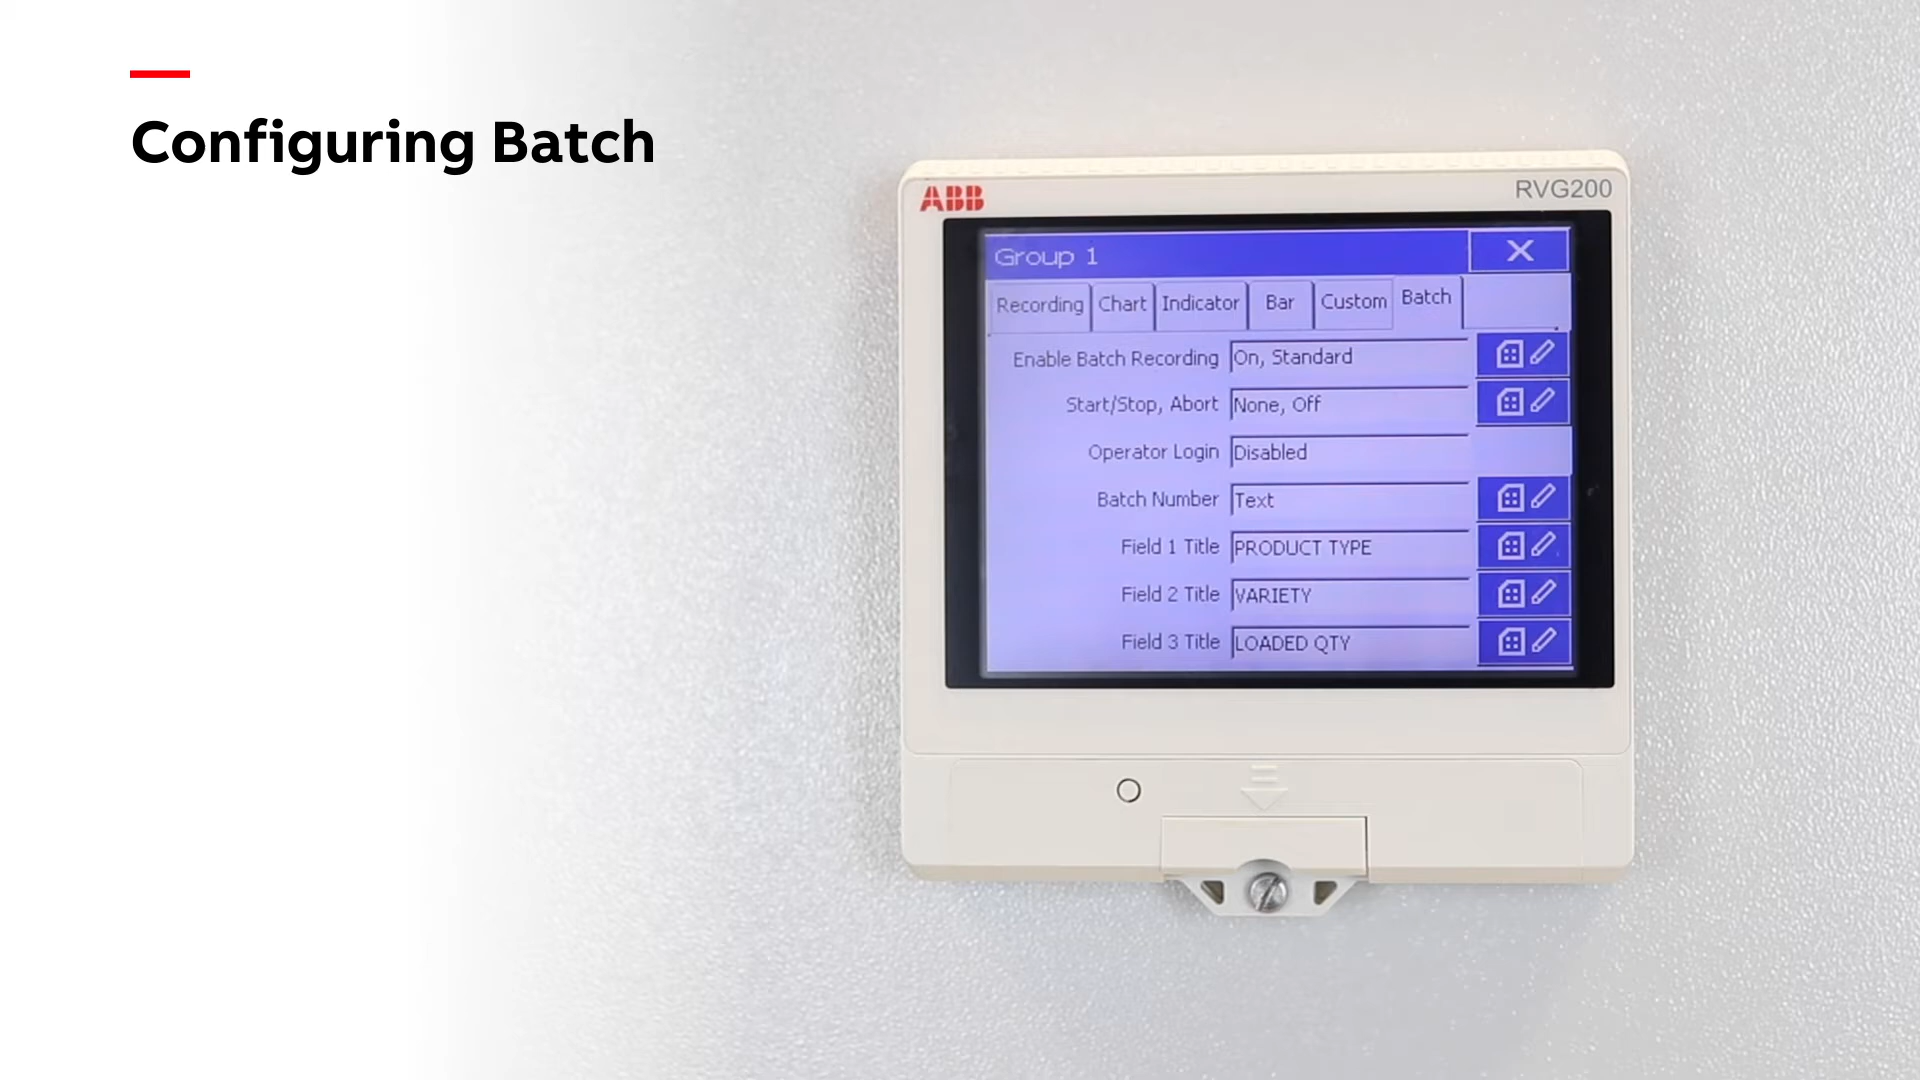 Configuring Batch
ABB
RVG200
Group 1
Recording Chart Indicator Bar Custom Batch
Enable Batch Recording On, Standard
Start/Stop, Abort None, Off
Operator Login Disabled
Batch Number Text
Field 1 Title PRODUCT TYPE
Field 2 Title VARIETY
Field 3 Title LOADED QTY